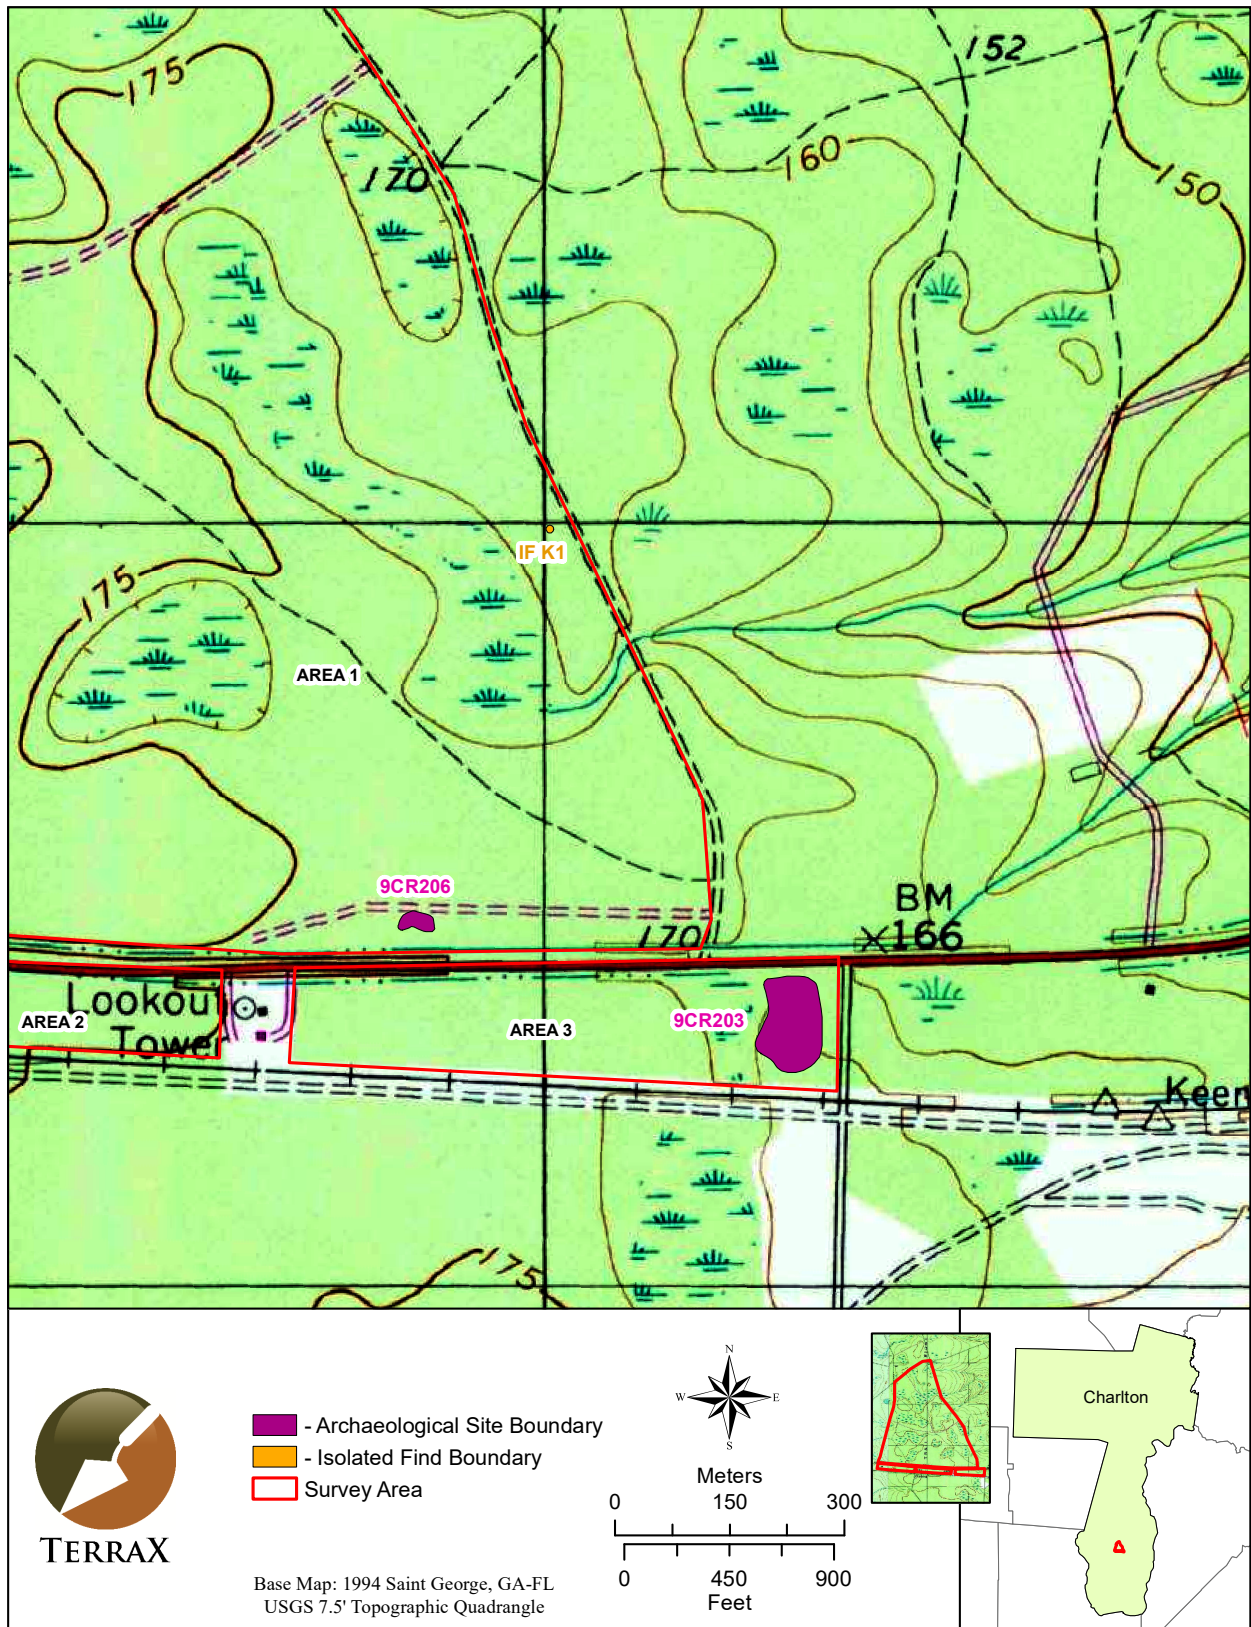 175
152
170
160
150
IF K1
175
AREA 1
9CR206
BM
170
166
Lookout
Tower
AREA 2
AREA 3
9CR203
Keen
175
- Archaeological Site Boundary
- Isolated Find Boundary
Survey Area
TERRAX
Base Map: 1994 Saint George, GA-FL
USGS 7.5' Topographic Quadrangle
N
W E
S
Meters
0 150 300
0 450 900
Feet
Charlton